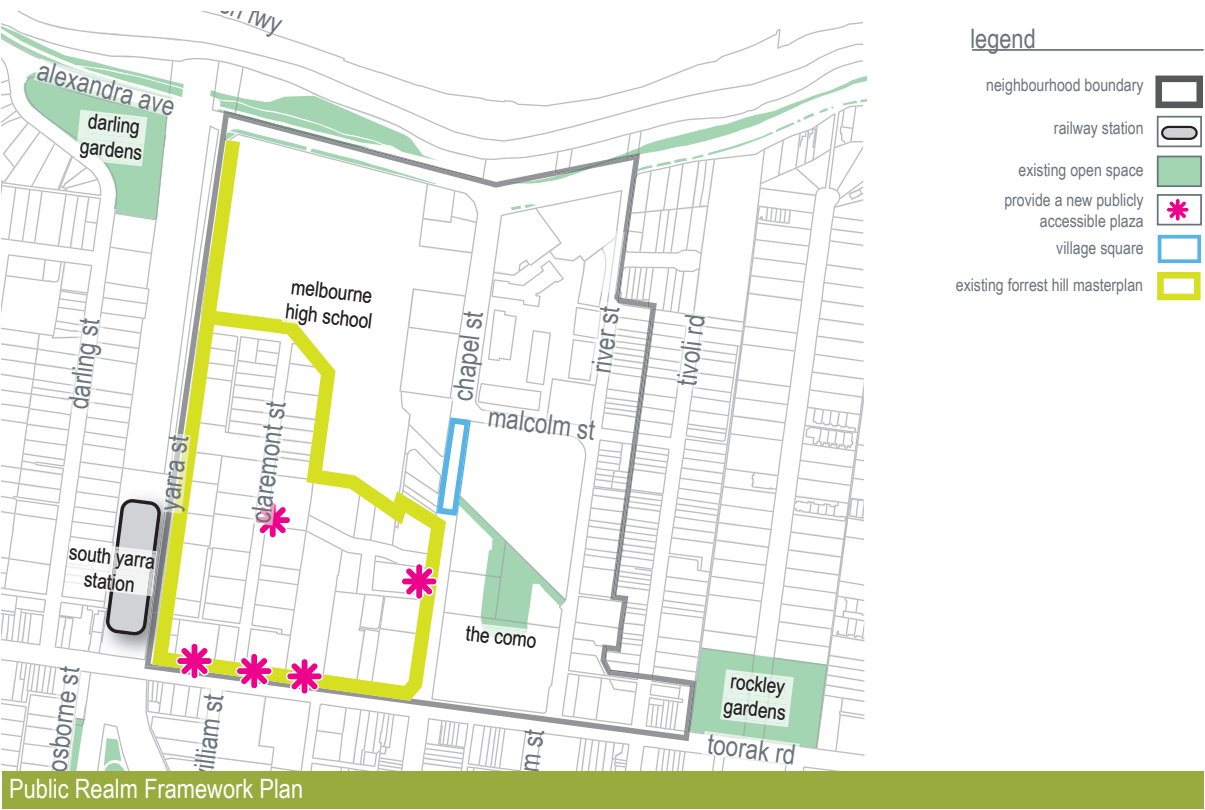 alexandra ave
darling
gardens
melbourne
high school
darling st
yarra st
claremont st
chapel st
malcolm st
river st
tivoli rd
south yarra
station
the como
rockley
gardens
toorak rd
osborne st
legend
neighbourhood boundary
railway station
existing open space
provide a new publicly
accessible plaza
village square
existing forrest hill masterplan
Public Realm Framework Plan